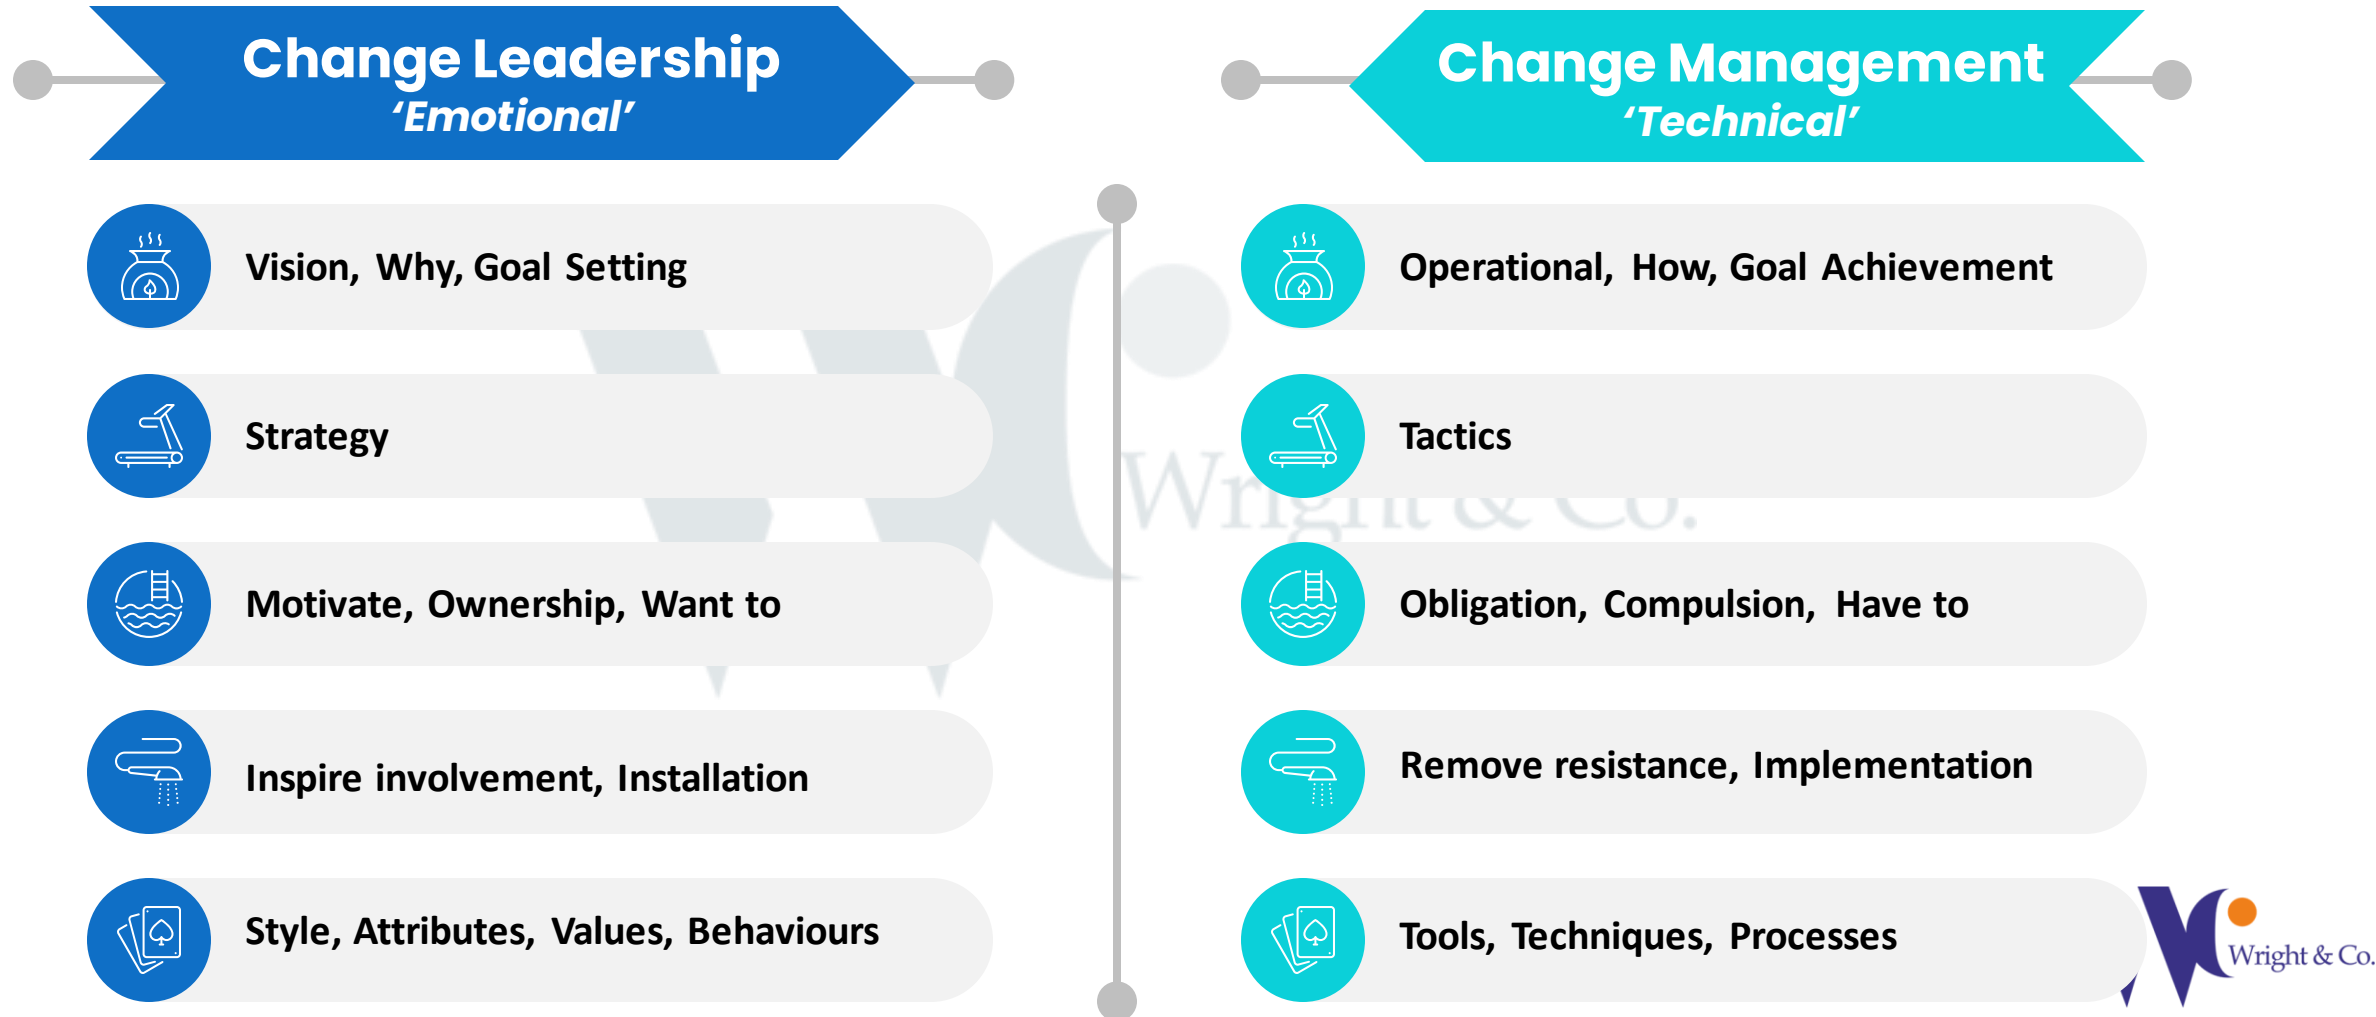 Change Leadership
‘Emotional’
Vision, Why, Goal Setting
Strategy
Motivate, Ownership, Want to
Inspire involvement, Installation
Style, Attributes, Values, Behaviours
Change Management
‘Technical’
Operational, How, Goal Achievement
Tactics
Obligation, Compulsion, Have to
Remove resistance, Implementation
Tools, Techniques, Processes
Wright & Co.
Wright & Co.